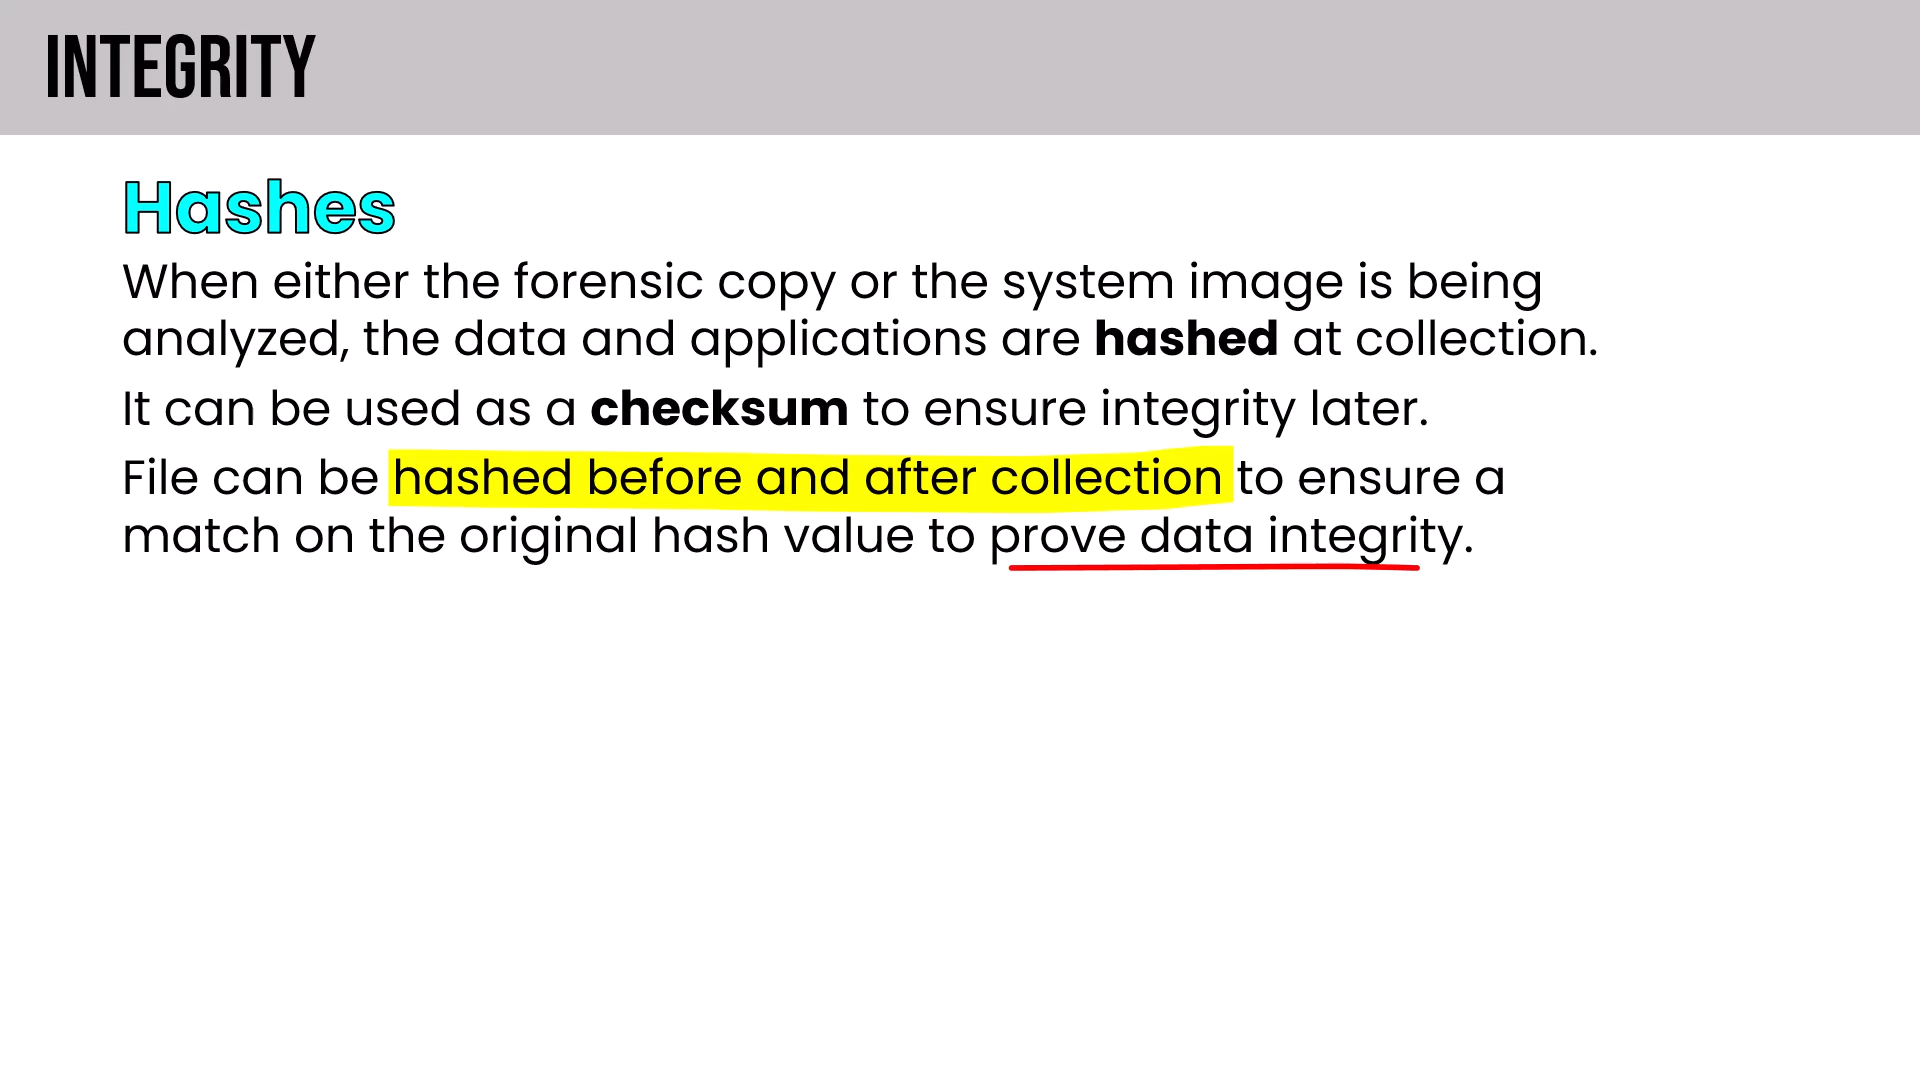 INTEGRITY
Hashes
When either the forensic copy or the system image is being
analyzed, the data and applications are hashed at collection.
It can be used as a checksum to ensure integrity later.
File can be hashed before and after collection to ensure a
match on the original hash value to prove data integrity.